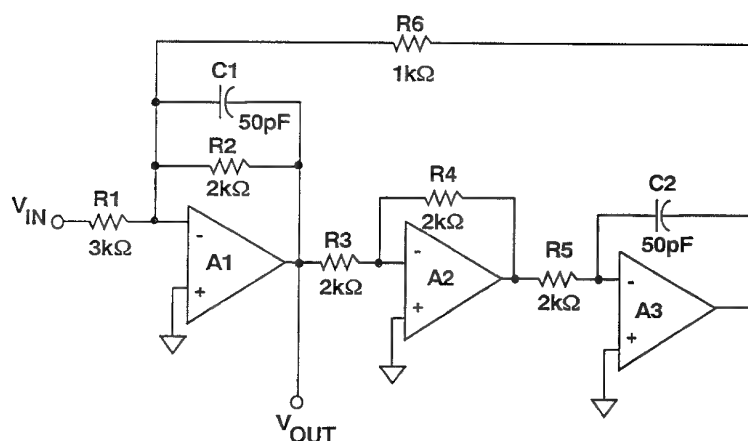 R6
1kΩ
C1
50pF
R2
2kΩ
R1
V_IN
3kΩ
A1
-
+
R3
2kΩ
R4
2kΩ
A2
-
+
R5
2kΩ
C2
50pF
A3
-
+
V_OUT